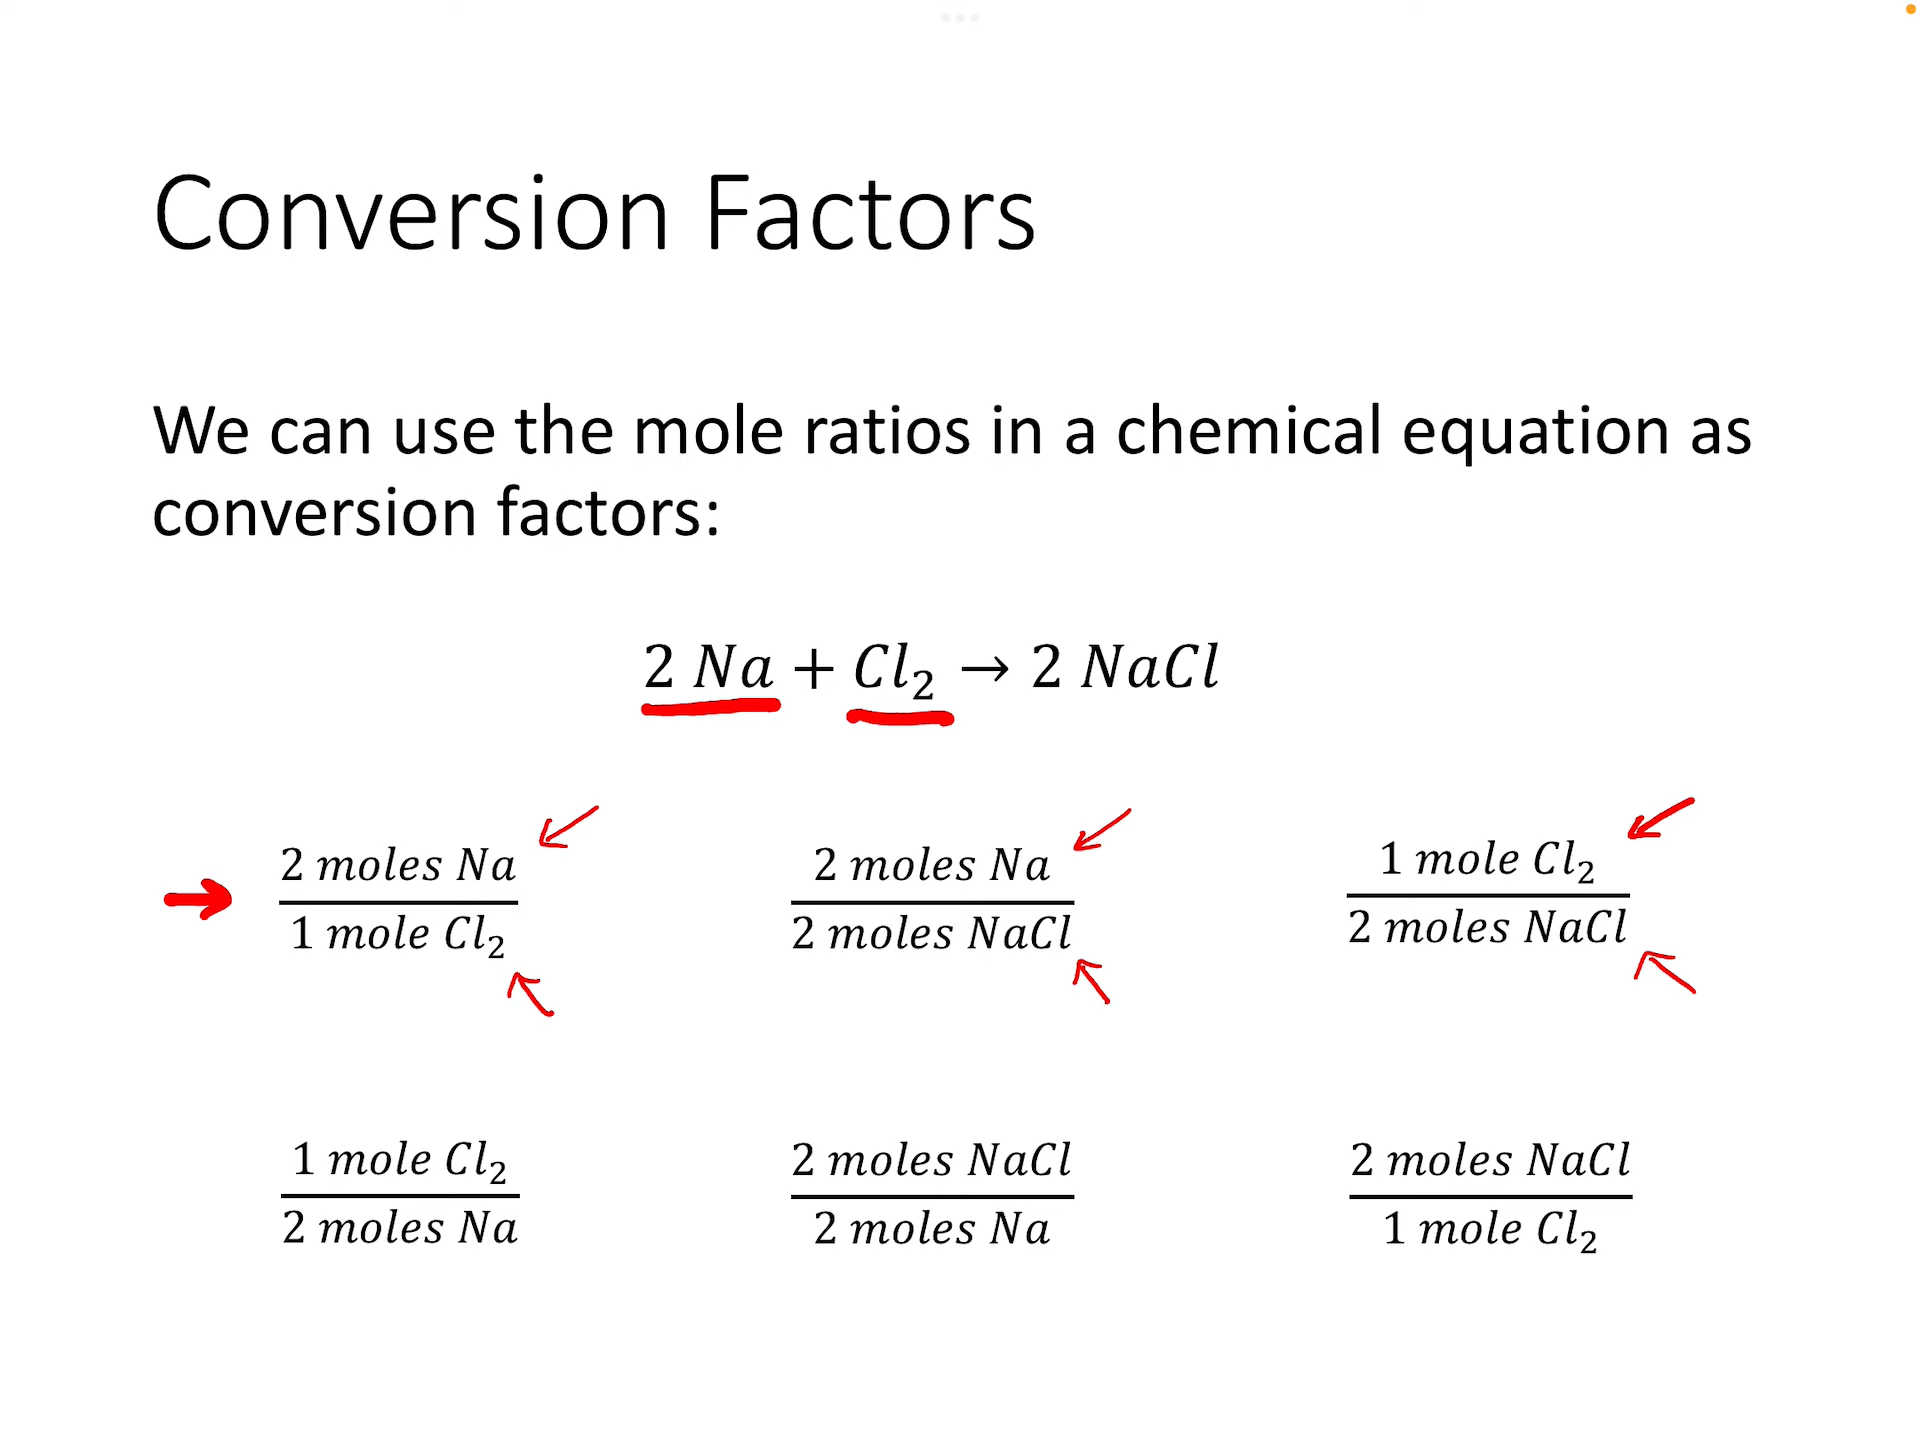 Conversion Factors
We can use the mole ratios in a chemical equation as
conversion factors:
2 Na + Cl₂ → 2 NaCl
2 moles Na
1 mole Cl₂
2 moles Na
2 moles NaCl
1 mole Cl₂
2 moles NaCl
1 mole Cl₂
2 moles Na
2 moles NaCl
2 moles Na
2 moles NaCl
1 mole Cl₂